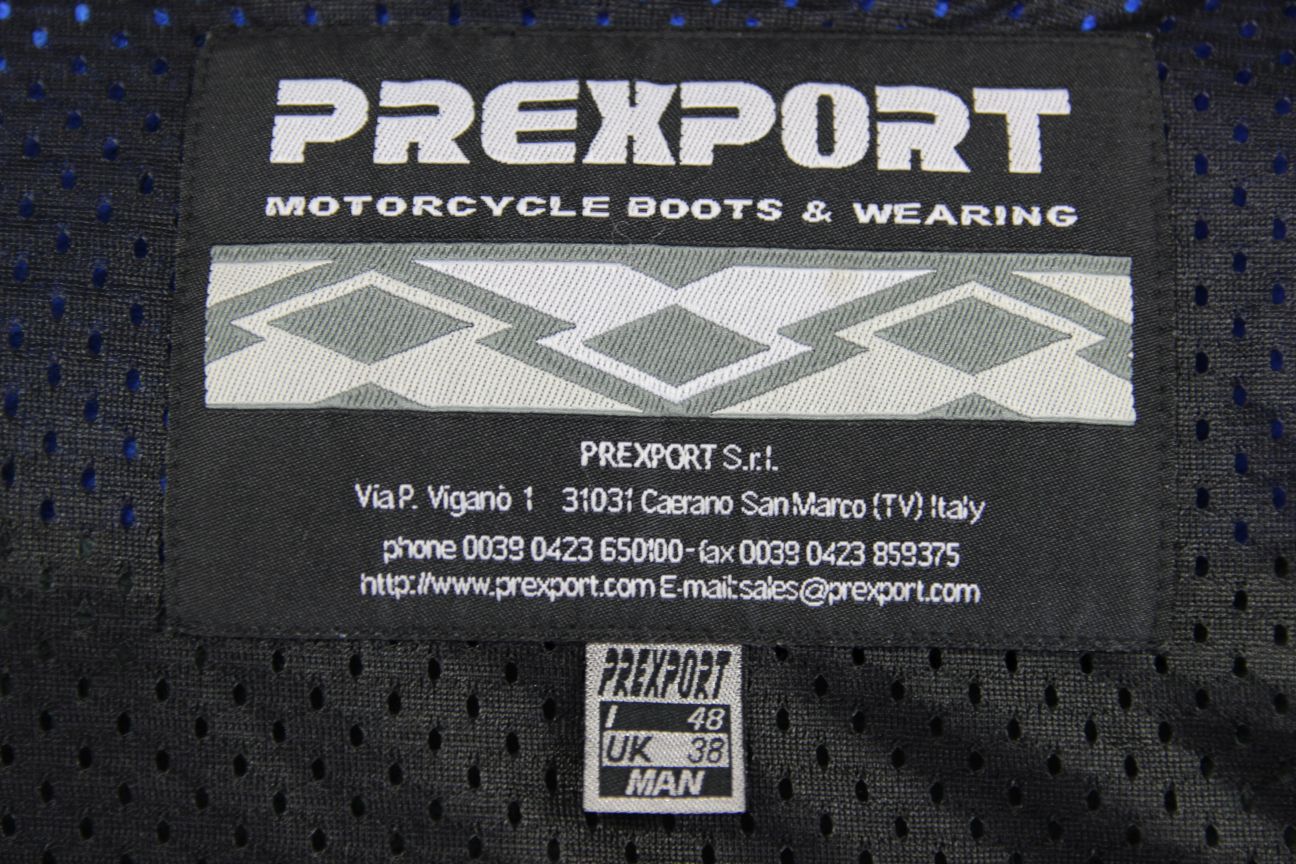 PREXPORT
MOTORCYCLE BOOTS & WEARING
PREXPORT S.r.l.
Via P. Viganò 1 31031 Caerano San Marco (TV) Italy
phone 0039 0423 650100 - fax 0039 0423 859375
http://www.prexport.com E-mail:sales@prexport.com
PREXPORT
I 48
UK 38
MAN